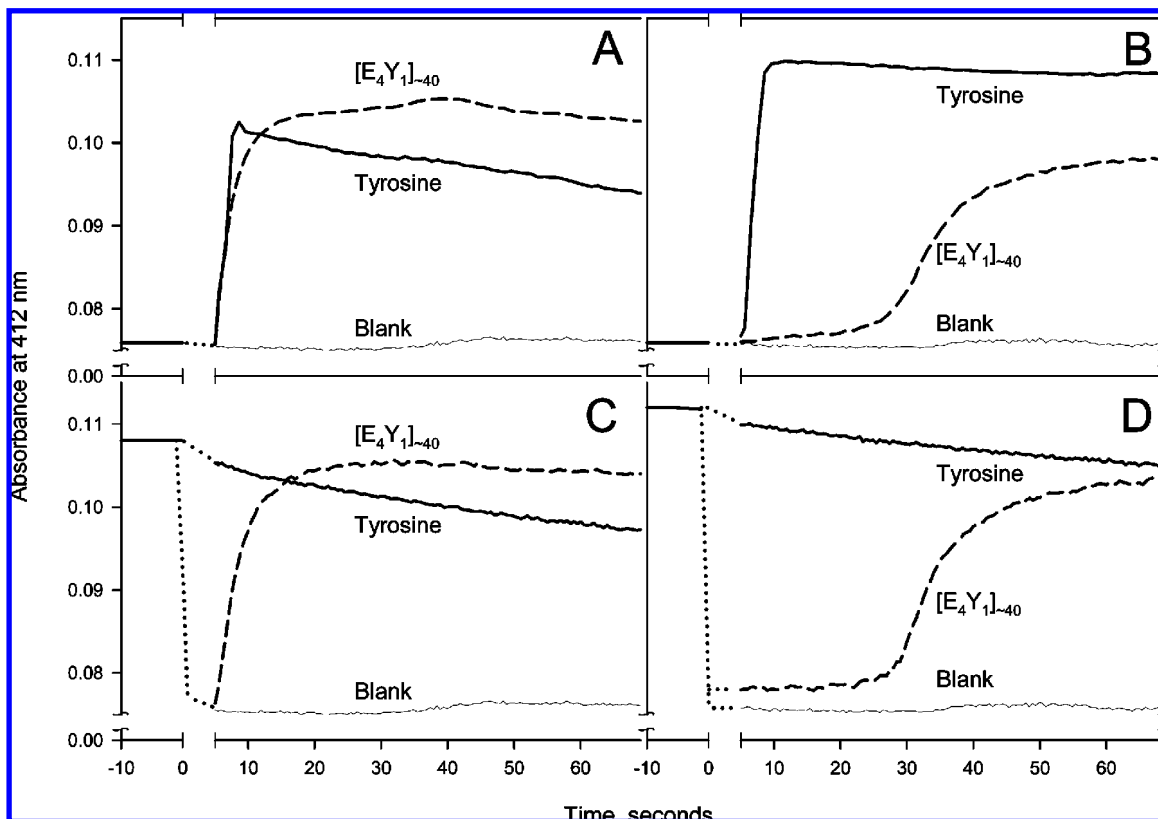 A
[E₄Y₁]~40
Tyrosine
Blank
B
Tyrosine
[E₄Y₁]~40
Blank
0.11
0.10
0.09
0.08
0.00
C
[E₄Y₁]~40
Tyrosine
Blank
D
Tyrosine
[E₄Y₁]~40
Blank
0.11
0.10
0.09
0.08
0.00
Absorbance at 412 nm
-10 0 10 20 30 40 50 60 -10 0 10 20 30 40 50 60
Time, seconds